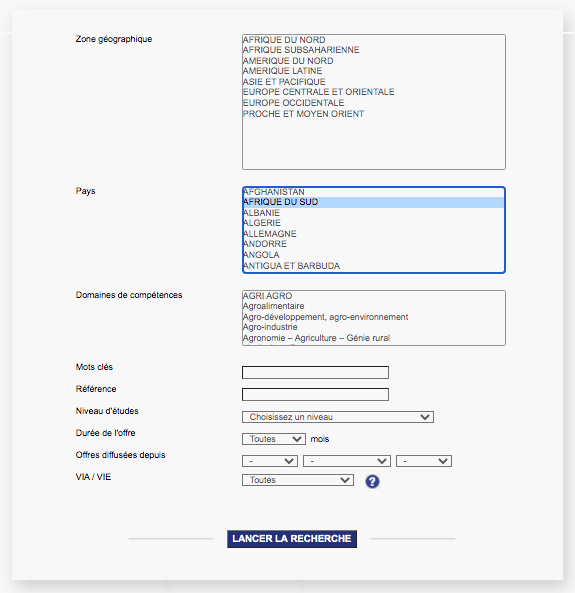 Zone géographique
AFRIQUE DU NORD
AFRIQUE SUBSAHARIENNE
AMERIQUE DU NORD
AMERIQUE LATINE
ASIE ET PACIFIQUE
EUROPE CENTRALE ET ORIENTALE
EUROPE OCCIDENTALE
PROCHE ET MOYEN ORIENT
Pays
AFGHANISTAN
AFRIQUE DU SUD
ALBANIE
ALGERIE
ALLEMAGNE
ANDORRE
ANGOLA
ANTIGUA ET BARBUDA
Domaines de compétences
AGRI AGRO
Agroalimentaire
Agro-développement, agro-environnement
Agro-industrie
Agronomie – Agriculture – Génie rural
Mots clés
Référence
Niveau d'études Choisissez un niveau
Durée de l'offre Toutes mois
Offres diffusées depuis - - -
VIA / VIE Toutes ?
LANCER LA RECHERCHE